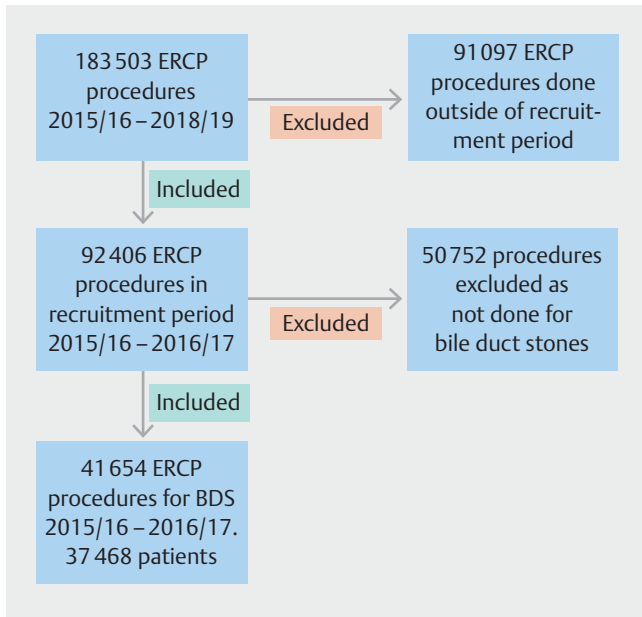 183 503 ERCP
procedures
2015/16 – 2018/19
Excluded
91 097 ERCP
procedures done
outside of recruit-
ment period
Included
92 406 ERCP
procedures in
recruitment period
2015/16 – 2016/17
Excluded
50 752 procedures
excluded as
not done for
bile duct stones
Included
41 654 ERCP
procedures for BDS
2015/16 – 2016/17.
37 468 patients